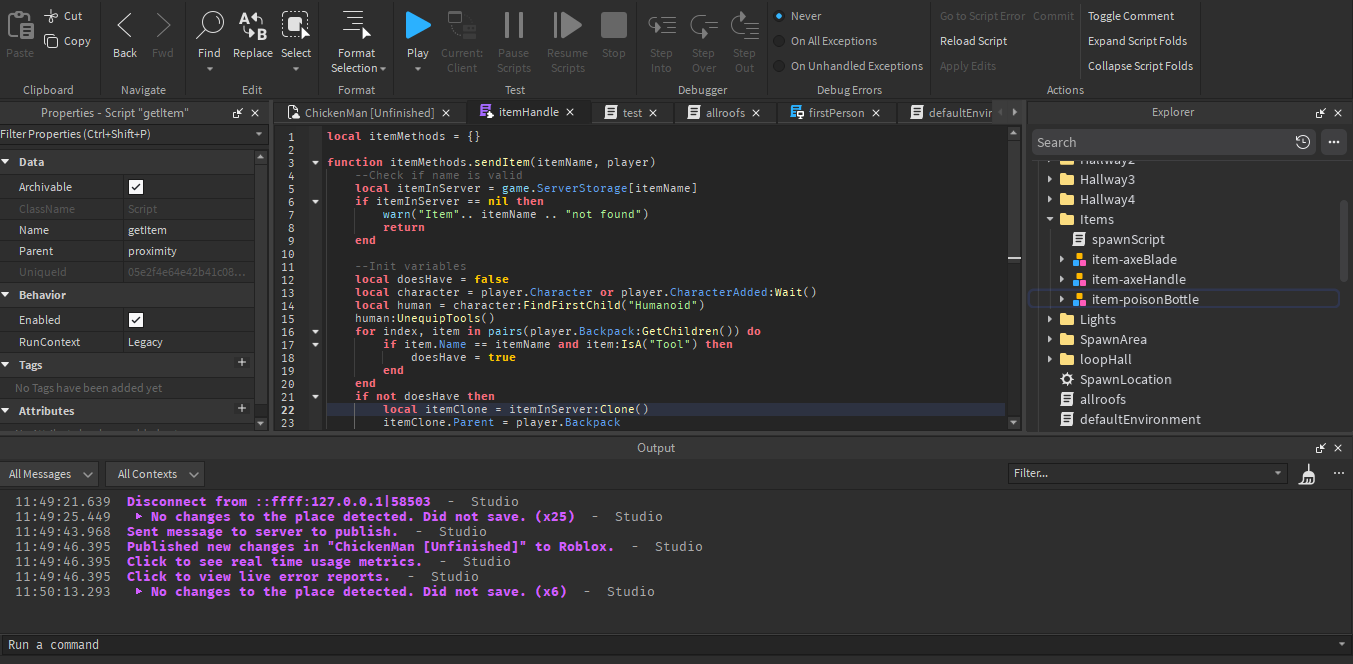 Cut
Copy
Paste
Clipboard
Back
Fwd
Navigate
Find
Replace
Select
Edit
Format
Selection
Format
Play
Current:
Client
Pause
Scripts
Resume
Scripts
Stop
Test
Step
Into
Step
Over
Step
Out
Debugger
Never
On All Exceptions
On Unhandled Exceptions
Debug Errors
Go to Script Error Commit
Reload Script
Apply Edits
Toggle Comment
Expand Script Folds
Collapse Script Folds
Actions
Properties - Script "getItem"
Filter Properties (Ctrl+Shift+P)
Data
Archivable
ClassName Script
Name getItem
Parent proximity
UniqueId 05e2f4e64e42b41c08...
Behavior
Enabled
RunContext Legacy
Tags
No Tags have been added yet
Attributes
ChickenMan [Unfinished]
itemHandle
test
allroofs
firstPerson
defaultEnvir
1 local itemMethods = {}
2
3 function itemMethods.sendItem(itemName, player)
4 --Check if name is valid
5 local itemInServer = game.ServerStorage[itemName]
6 if itemInServer == nil then
7 warn("Item".. itemName .. "not found")
8 return
9 end
10
11 --Init variables
12 local doesHave = false
13 local character = player.Character or player.CharacterAdded:Wait()
14 local human = character:FindFirstChild("Humanoid")
15 human:UnequipTools()
16 for index, item in pairs(player.Backpack:GetChildren()) do
17 if item.Name == itemName and item:IsA("Tool") then
18 doesHave = true
19 end
20 end
21 if not doesHave then
22 local itemClone = itemInServer:Clone()
23 itemClone.Parent = player.Backpack
Explorer
Search
Hallway2
Hallway3
Hallway4
Items
spawnScript
item-axeBlade
item-axeHandle
item-poisonBottle
Lights
SpawnArea
loopHall
SpawnLocation
allroofs
defaultEnvironment
Output
All Messages
All Contexts
Filter...
11:49:21.639 Disconnect from ::ffff:127.0.0.1|58503 - Studio
11:49:25.449 No changes to the place detected. Did not save. (x25) - Studio
11:49:43.968 Sent message to server to publish. - Studio
11:49:46.395 Published new changes in "ChickenMan [Unfinished]" to Roblox. - Studio
11:49:46.395 Click to see real time usage metrics. - Studio
11:49:46.395 Click to view live error reports. - Studio
11:50:13.293 No changes to the place detected. Did not save. (x6) - Studio
Run a command